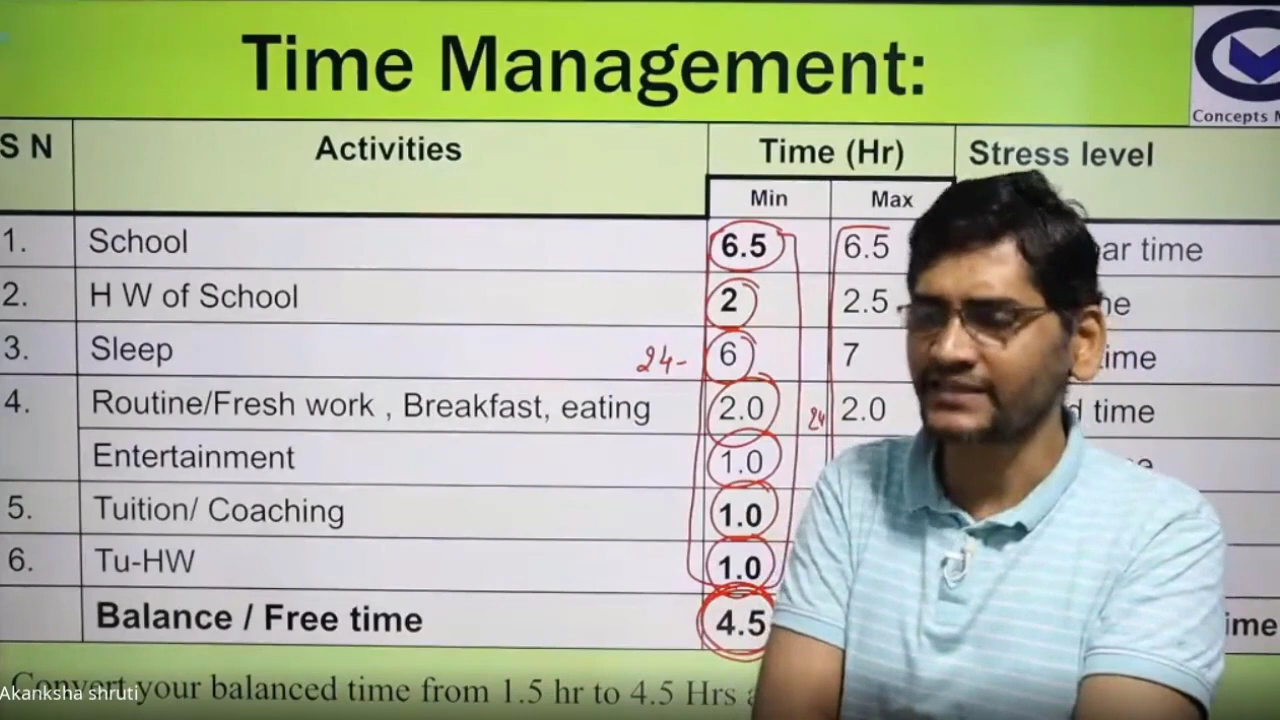 Time Management:
Concepts M
S N Activities Time (Hr) Stress level
Min Max
1. School 6.5 6.5 ar time
2. H W of School 2 2.5
3. Sleep 24- 6 7 time
4. Routine/Fresh work , Breakfast, eating 2.0 24 2.0 d time
Entertainment 1.0
5. Tuition/ Coaching 1.0
6. Tu-HW 1.0
Balance / Free time 4.5 ime
Convert your balanced time from 1.5 hr to 4.5 Hrs
Akanksha shruti